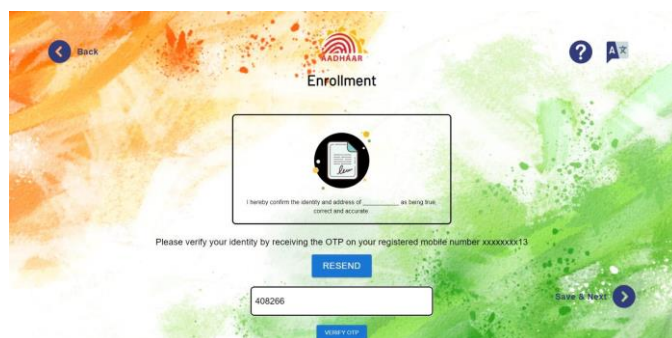 Back
AADHAAR
Enrollment
I hereby confirm the identity and address of __________ as being true,
correct and accurate.
Please verify your identity by receiving the OTP on your registered mobile number xxxxxxxx13
RESEND
408266
Save & Next
VERIFY OTP